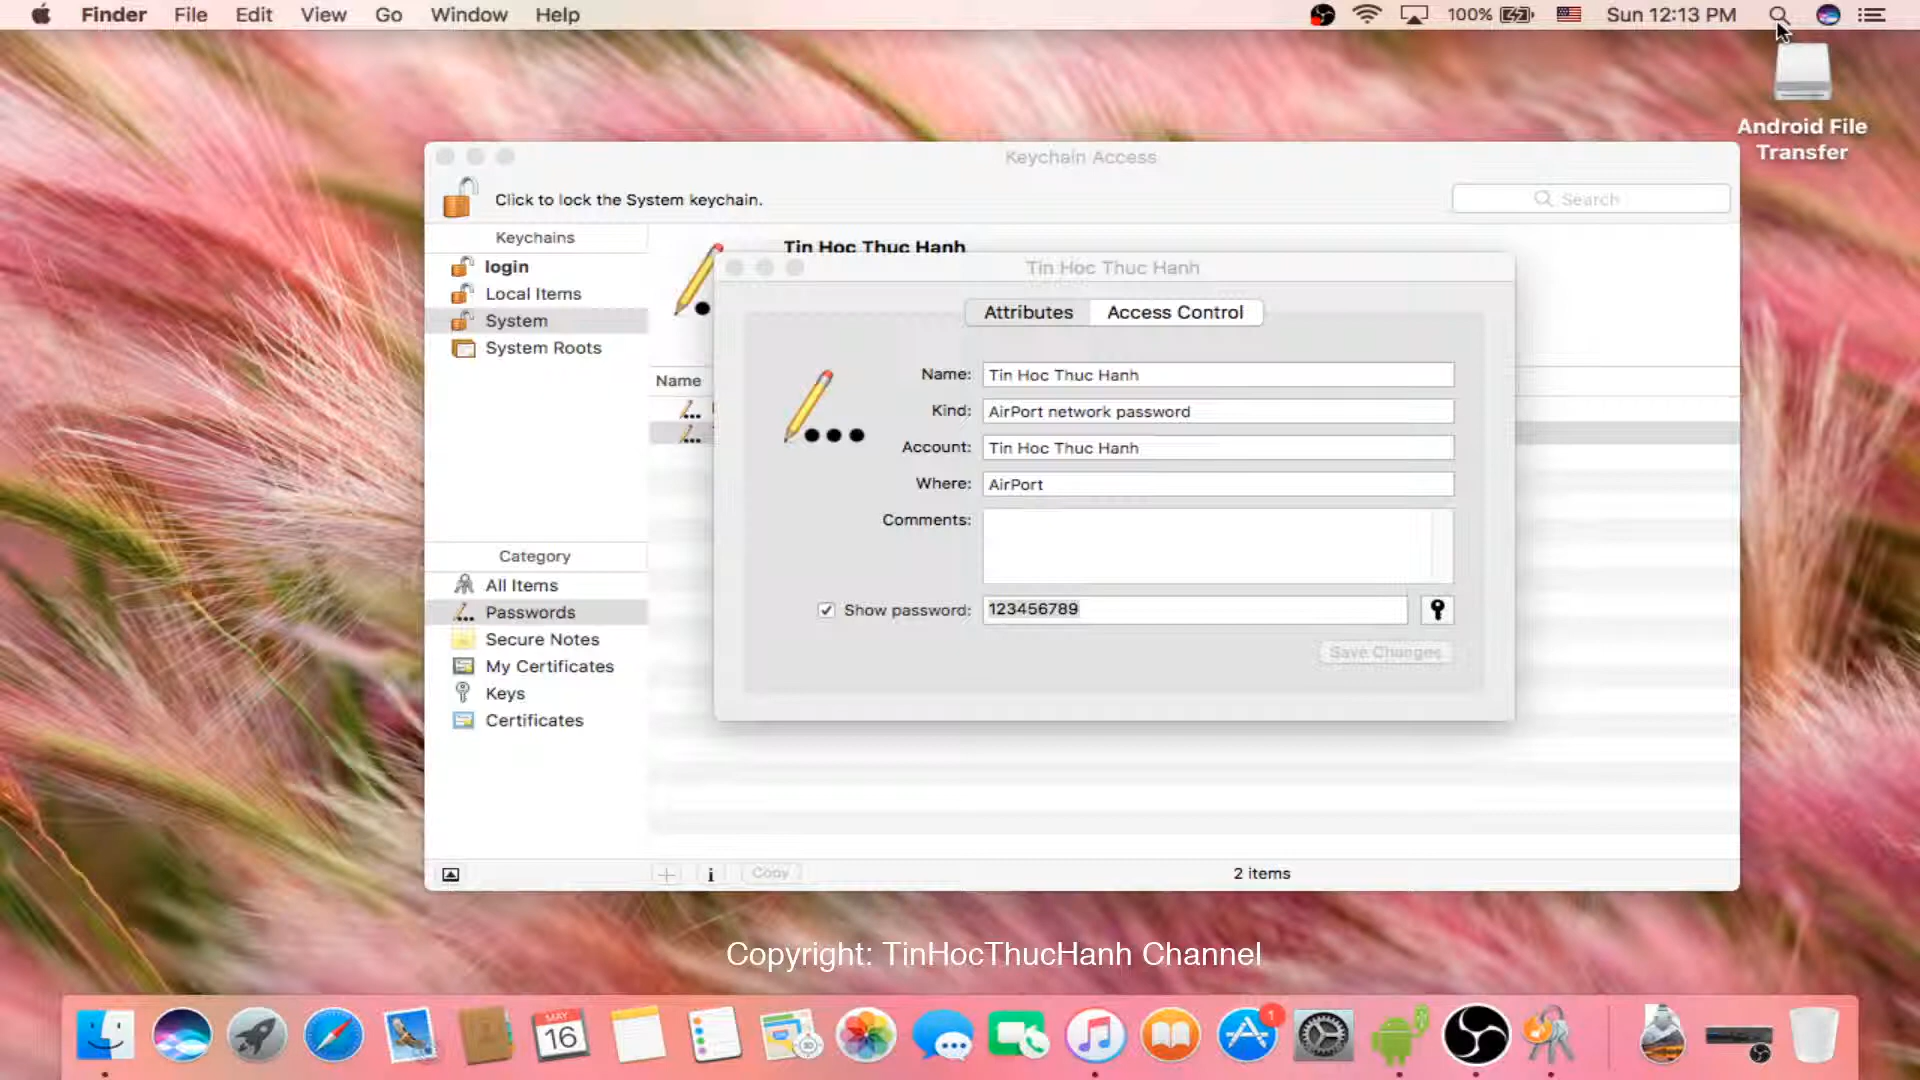 Finder File Edit View Go Window Help 100% Sun 12:13 PM
Android File
Transfer
Keychain Access
Click to lock the System keychain.
Search
Keychains
login
Local Items
System
System Roots
Tin Hoc Thuc Hanh
Name
Tin Hoc Thuc Hanh
Attributes Access Control
Name: Tin Hoc Thuc Hanh
Kind: AirPort network password
Account: Tin Hoc Thuc Hanh
Where: AirPort
Comments:
Show password: 123456789
Save Changes
Category
All Items
Passwords
Secure Notes
My Certificates
Keys
Certificates
Copy
2 items
Copyright: TinHocThucHanh Channel
MAY
16
1